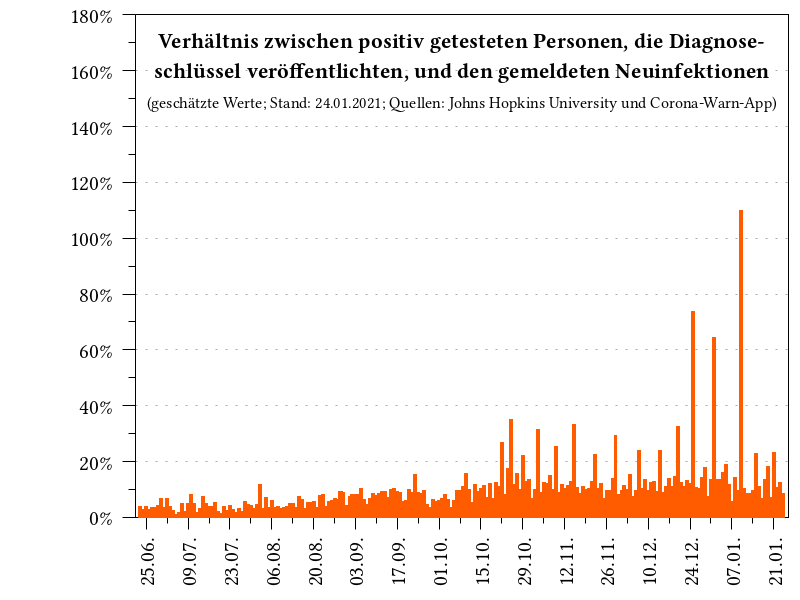 Verhältnis zwischen positiv getesteten Personen, die Diagnose-
schlüssel veröffentlichten, und den gemeldeten Neuinfektionen
(geschätzte Werte; Stand: 24.01.2021; Quellen: Johns Hopkins University und Corona-Warn-App)
180%
160%
140%
120%
100%
80%
60%
40%
20%
0%
25.06. 09.07. 23.07. 06.08. 20.08. 03.09. 17.09. 01.10. 15.10. 29.10. 12.11. 26.11. 10.12. 24.12. 07.01. 21.01.